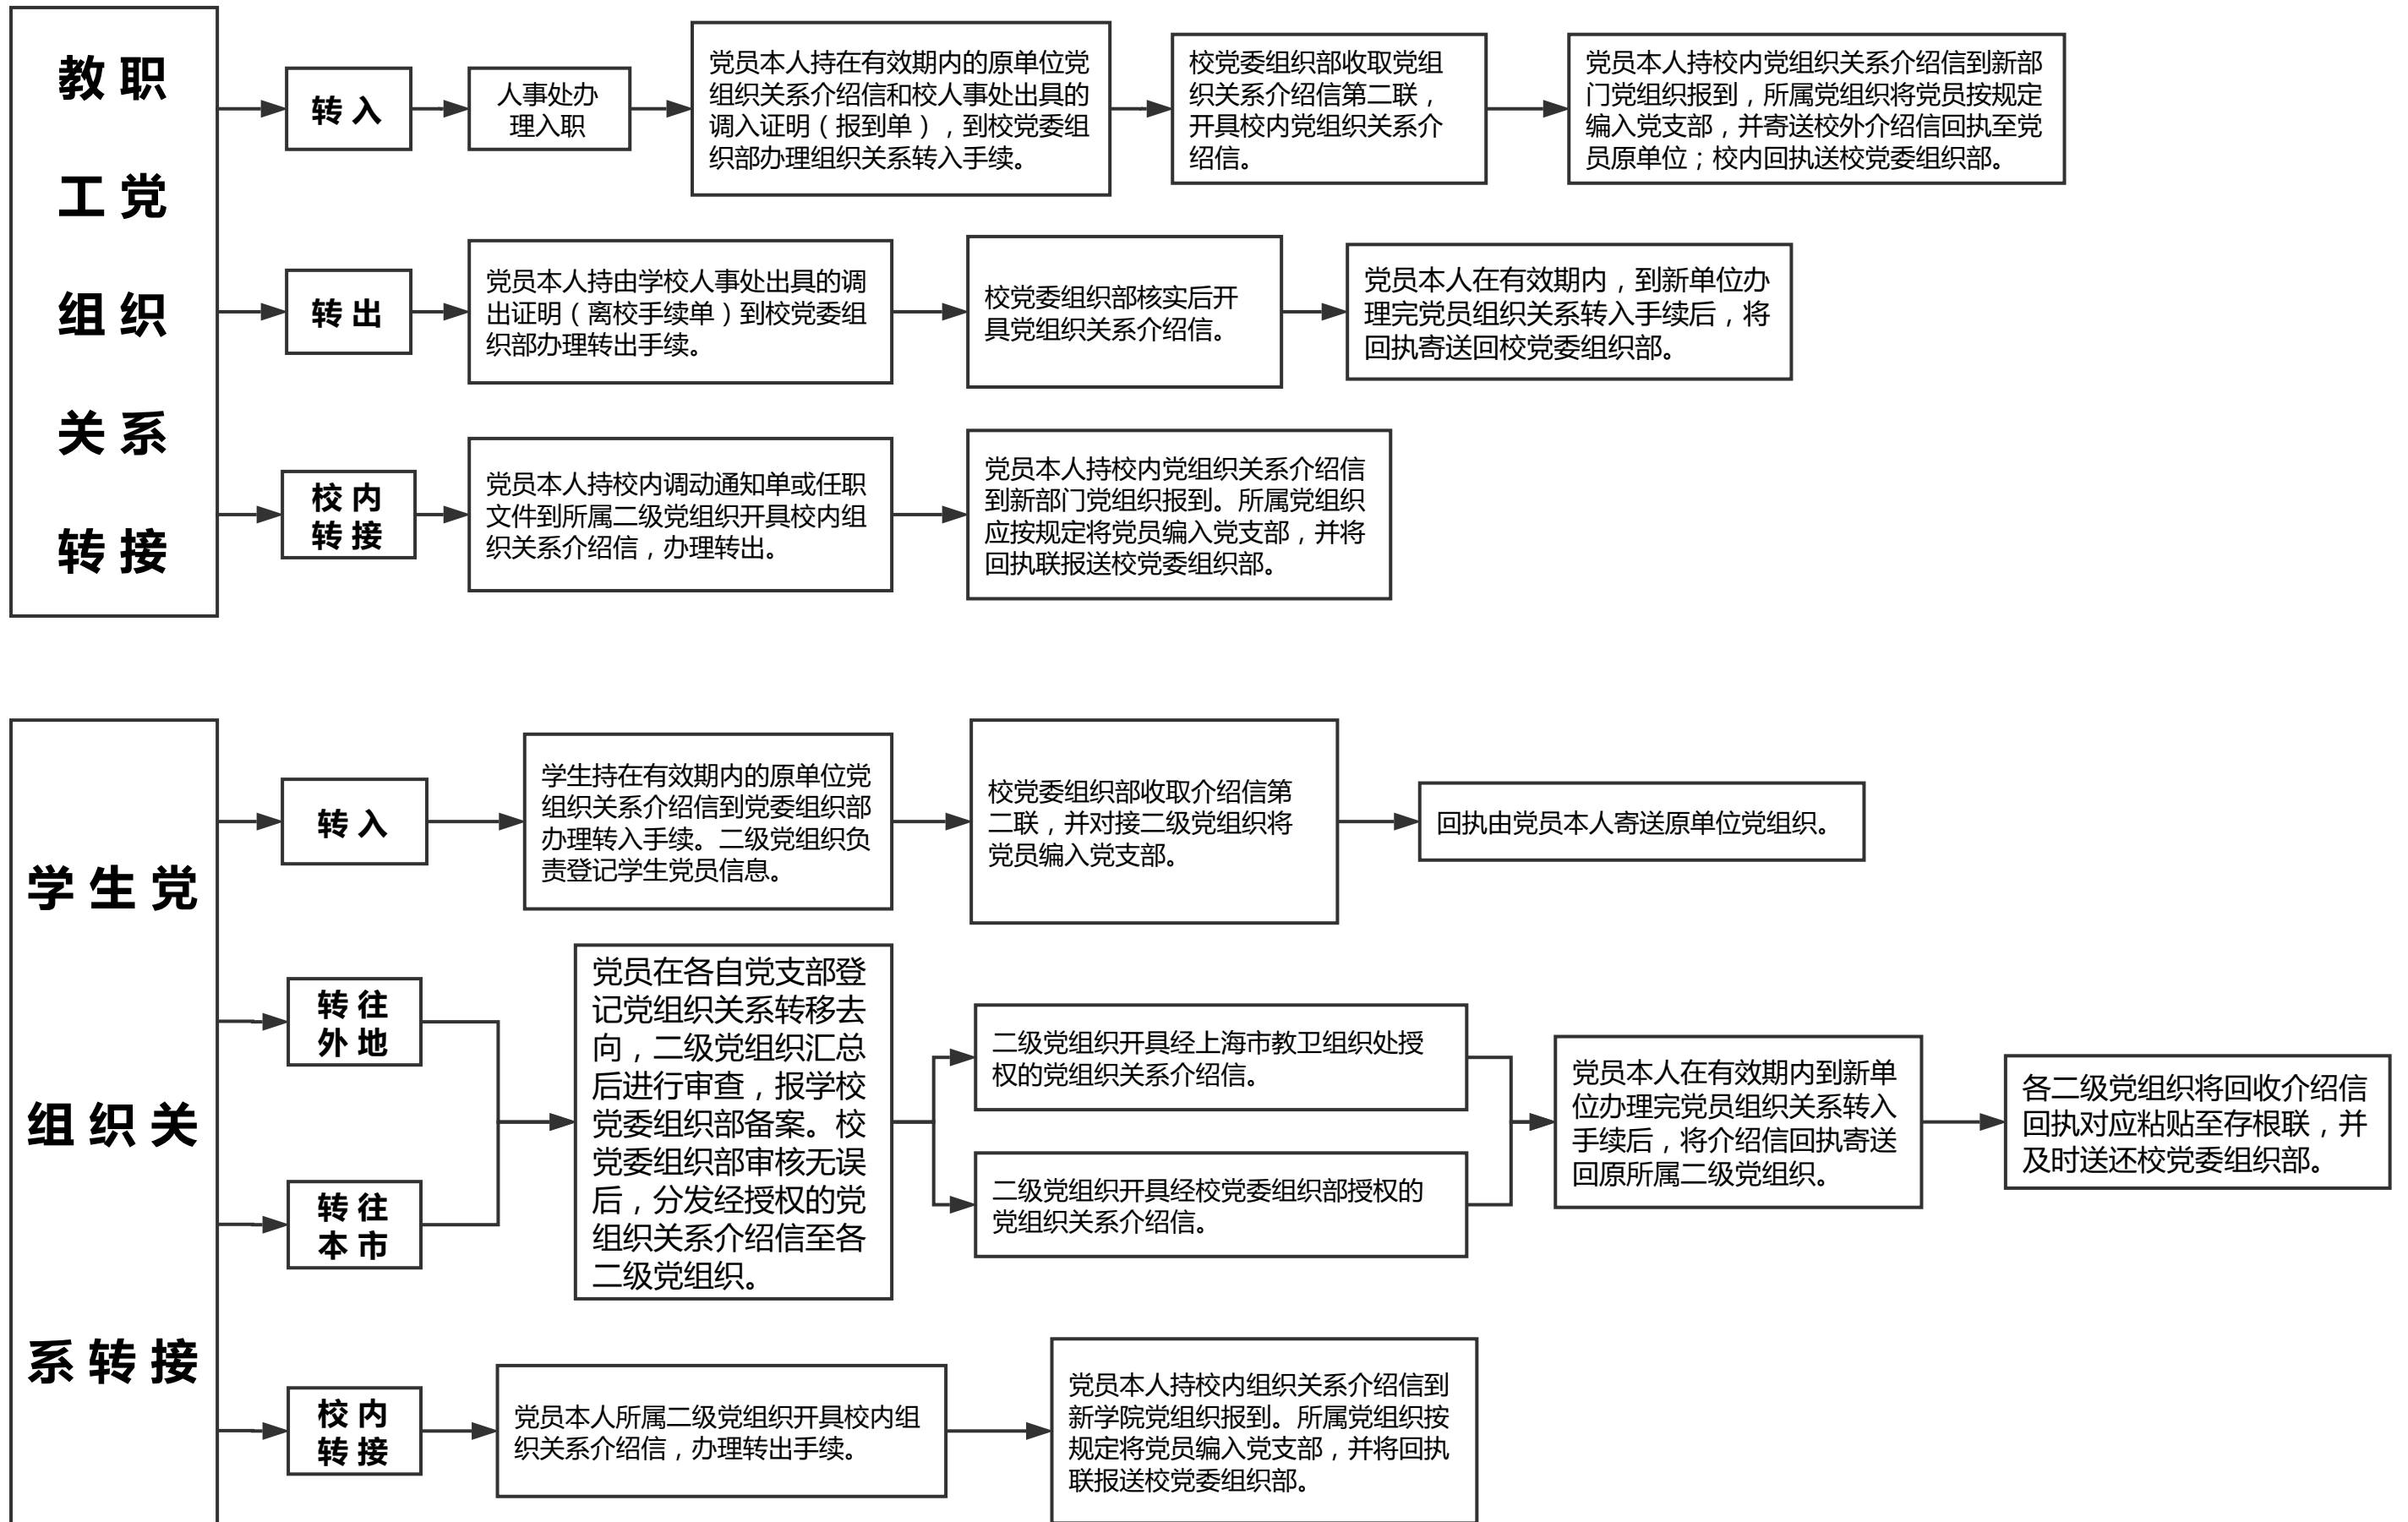 教 职
工 党
组 织
关 系
转 接
转 入
人事处办
理入职
党员本人持在有效期内的原单位党
组织关系介绍信和校人事处出具的
调入证明（报到单），到校党委组
织部办理组织关系转入手续。
校党委组织部收取党组
织关系介绍信第二联，
开具校内党组织关系介
绍信。
党员本人持校内党组织关系介绍信到新部
门党组织报到，所属党组织将党员按规定
编入党支部，并寄送校外介绍信回执至党
员原单位；校内回执送校党委组织部。
转 出
党员本人持由学校人事处出具的调
出证明（离校手续单）到校党委组
织部办理转出手续。
校党委组织部核实后开
具党组织关系介绍信。
党员本人在有效期内，到新单位办
理完党员组织关系转入手续后，将
回执寄送回校党委组织部。
校 内
转 接
党员本人持校内调动通知单或任职
文件到所属二级党组织开具校内组
织关系介绍信，办理转出。
党员本人持校内党组织关系介绍信
到新部门党组织报到。所属党组织
应按规定将党员编入党支部，并将
回执联报送校党委组织部。
学 生 党
组 织 关
系 转 接
转 入
学生持在有效期内的原单位党
组织关系介绍信到党委组织部
办理转入手续。二级党组织负
责登记学生党员信息。
校党委组织部收取介绍信第
二联，并对接二级党组织将
党员编入党支部。
回执由党员本人寄送原单位党组织。
转 往
外 地
转 往
本 市
党员在各自党支部登
记党组织关系转移去
向，二级党组织汇总
后进行审查，报学校
党委组织部备案。校
党委组织部审核无误
后，分发经授权的党
组织关系介绍信至各
二级党组织。
二级党组织开具经上海市教卫组织处授
权的党组织关系介绍信。
二级党组织开具经校党委组织部授权的
党组织关系介绍信。
党员本人在有效期内到新单
位办理完党员组织关系转入
手续后，将介绍信回执寄送
回原所属二级党组织。
各二级党组织将回收介绍信
回执对应粘贴至存根联，并
及时送还校党委组织部。
校 内
转 接
党员本人所属二级党组织开具校内组
织关系介绍信，办理转出手续。
党员本人持校内组织关系介绍信到
新学院党组织报到。所属党组织按
规定将党员编入党支部，并将回执
联报送校党委组织部。